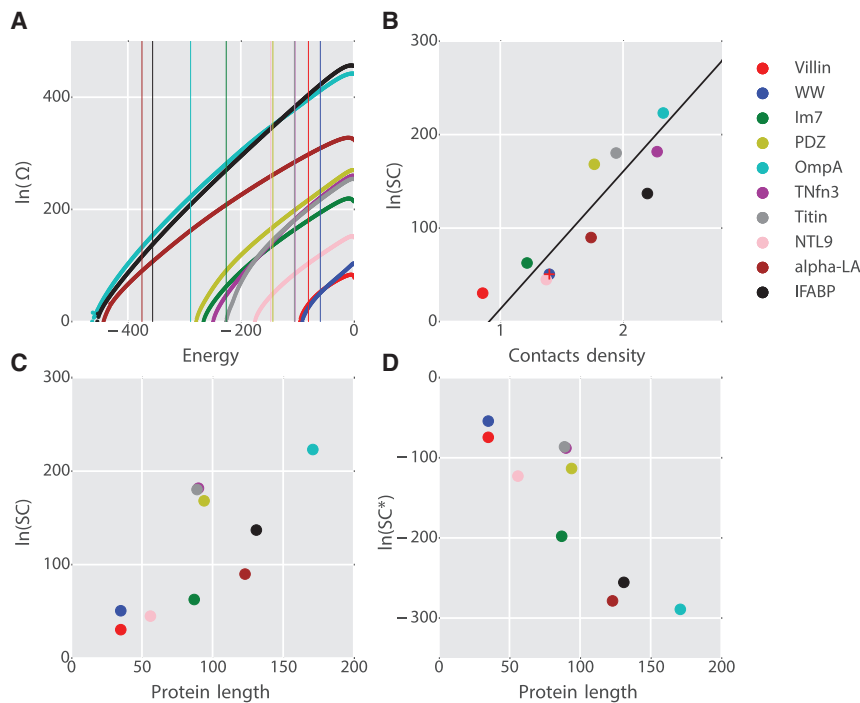 A
ln(Ω)
400
200
0
−400
−200
0
Energy
B
ln(SC)
300
200
100
0
1
2
Contacts density
Villin
WW
Im7
PDZ
OmpA
TNfn3
Titin
NTL9
alpha-LA
IFABP
C
ln(SC)
300
200
100
0
0
50
100
150
200
Protein length
D
ln(SC*)
0
−100
−200
−300
0
50
100
150
200
Protein length